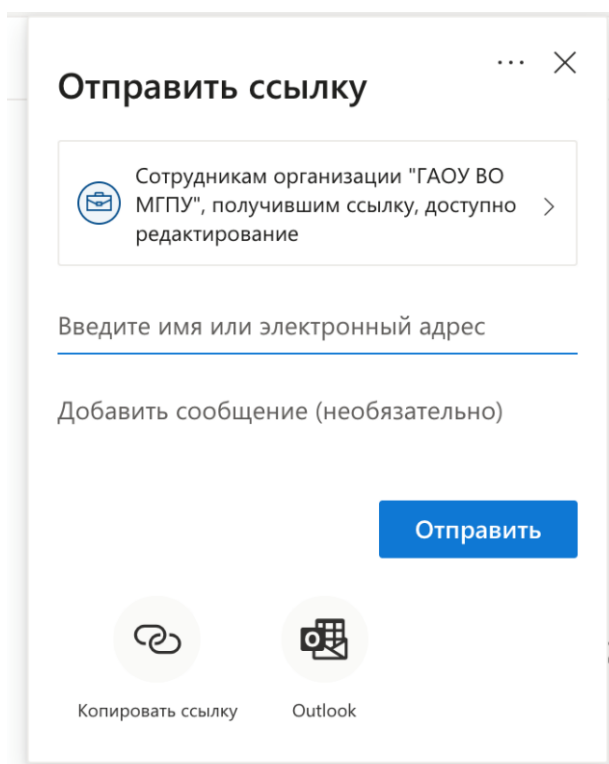 Отправить ссылку
Сотрудникам организации "ГАОУ ВО
МГПУ", получившим ссылку, доступно
редактирование
Введите имя или электронный адрес
Добавить сообщение (необязательно)
Отправить
Копировать ссылку
Outlook